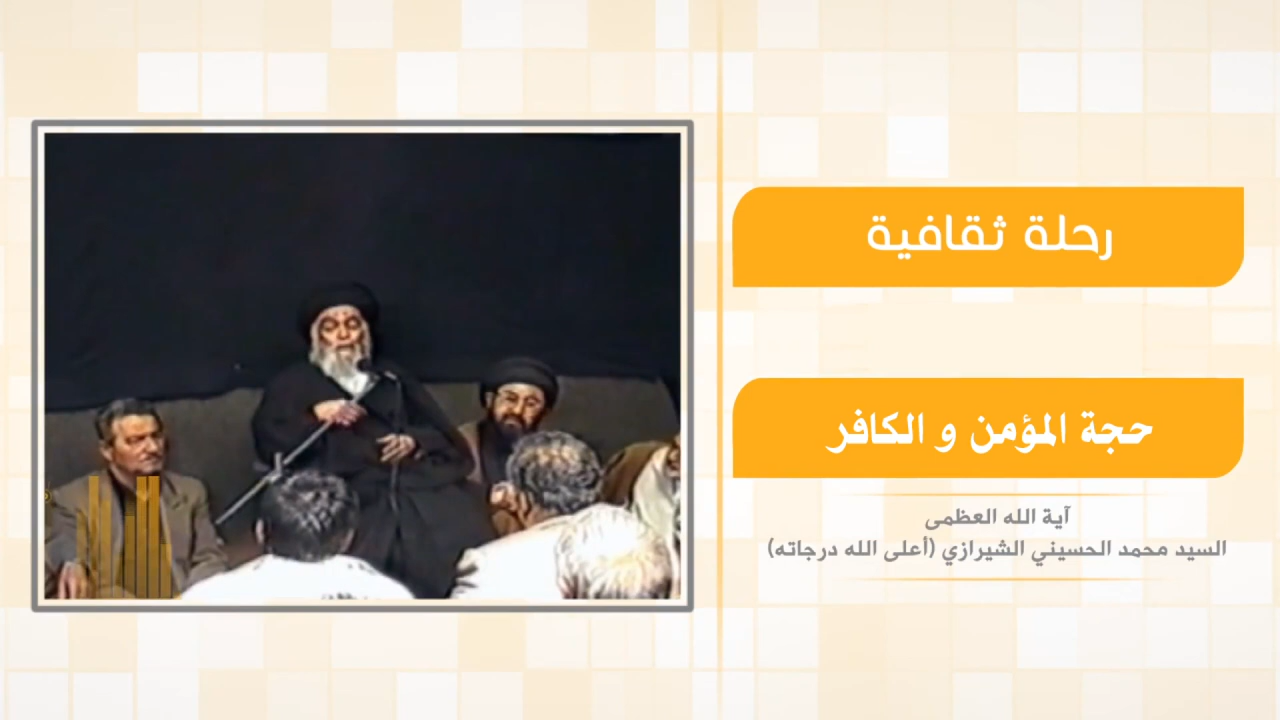 رحلة ثقافية
حجة المؤمن و الكافر
آية الله العظمى
السيد محمد الحسيني الشيرازي (أعلى الله درجاته)